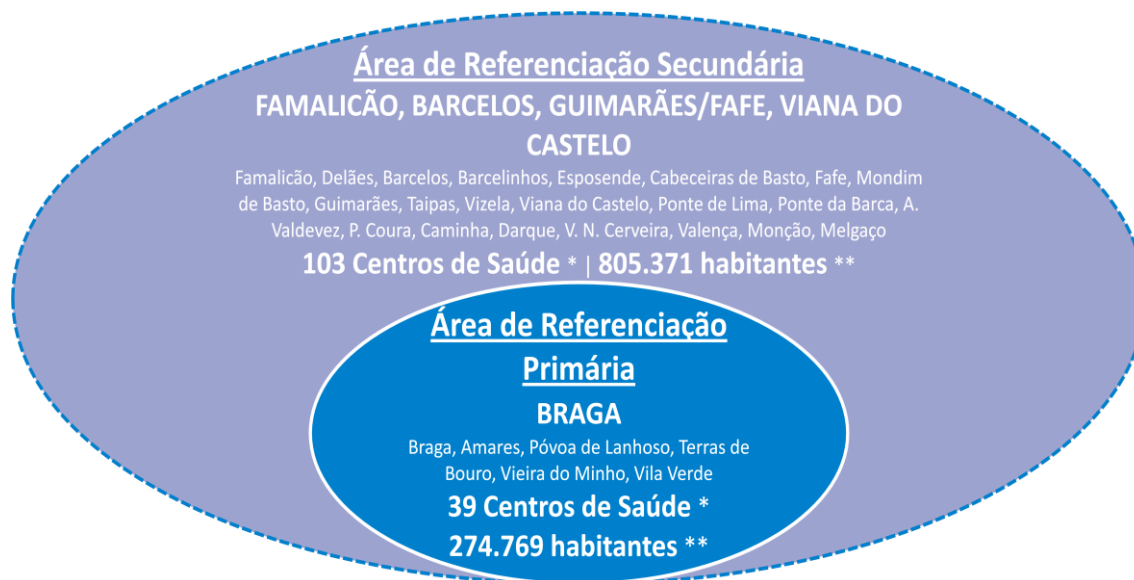 Área de Referenciação Secundária
FAMALICÃO, BARCELOS, GUIMARÃES/FAFE, VIANA DO
CASTELO
Famalicão, Delães, Barcelos, Barcelinhos, Esposende, Cabeceiras de Basto, Fafe, Mondim
de Basto, Guimarães, Taipas, Vizela, Viana do Castelo, Ponte de Lima, Ponte da Barca, A.
Valdevez, P. Coura, Caminha, Darque, V. N. Cerveira, Valença, Monção, Melgaço
103 Centros de Saúde * | 805.371 habitantes **
Área de Referenciação
Primária
BRAGA
Braga, Amares, Póvoa de Lanhoso, Terras de
Bouro, Vieira do Minho, Vila Verde
39 Centros de Saúde *
274.769 habitantes **